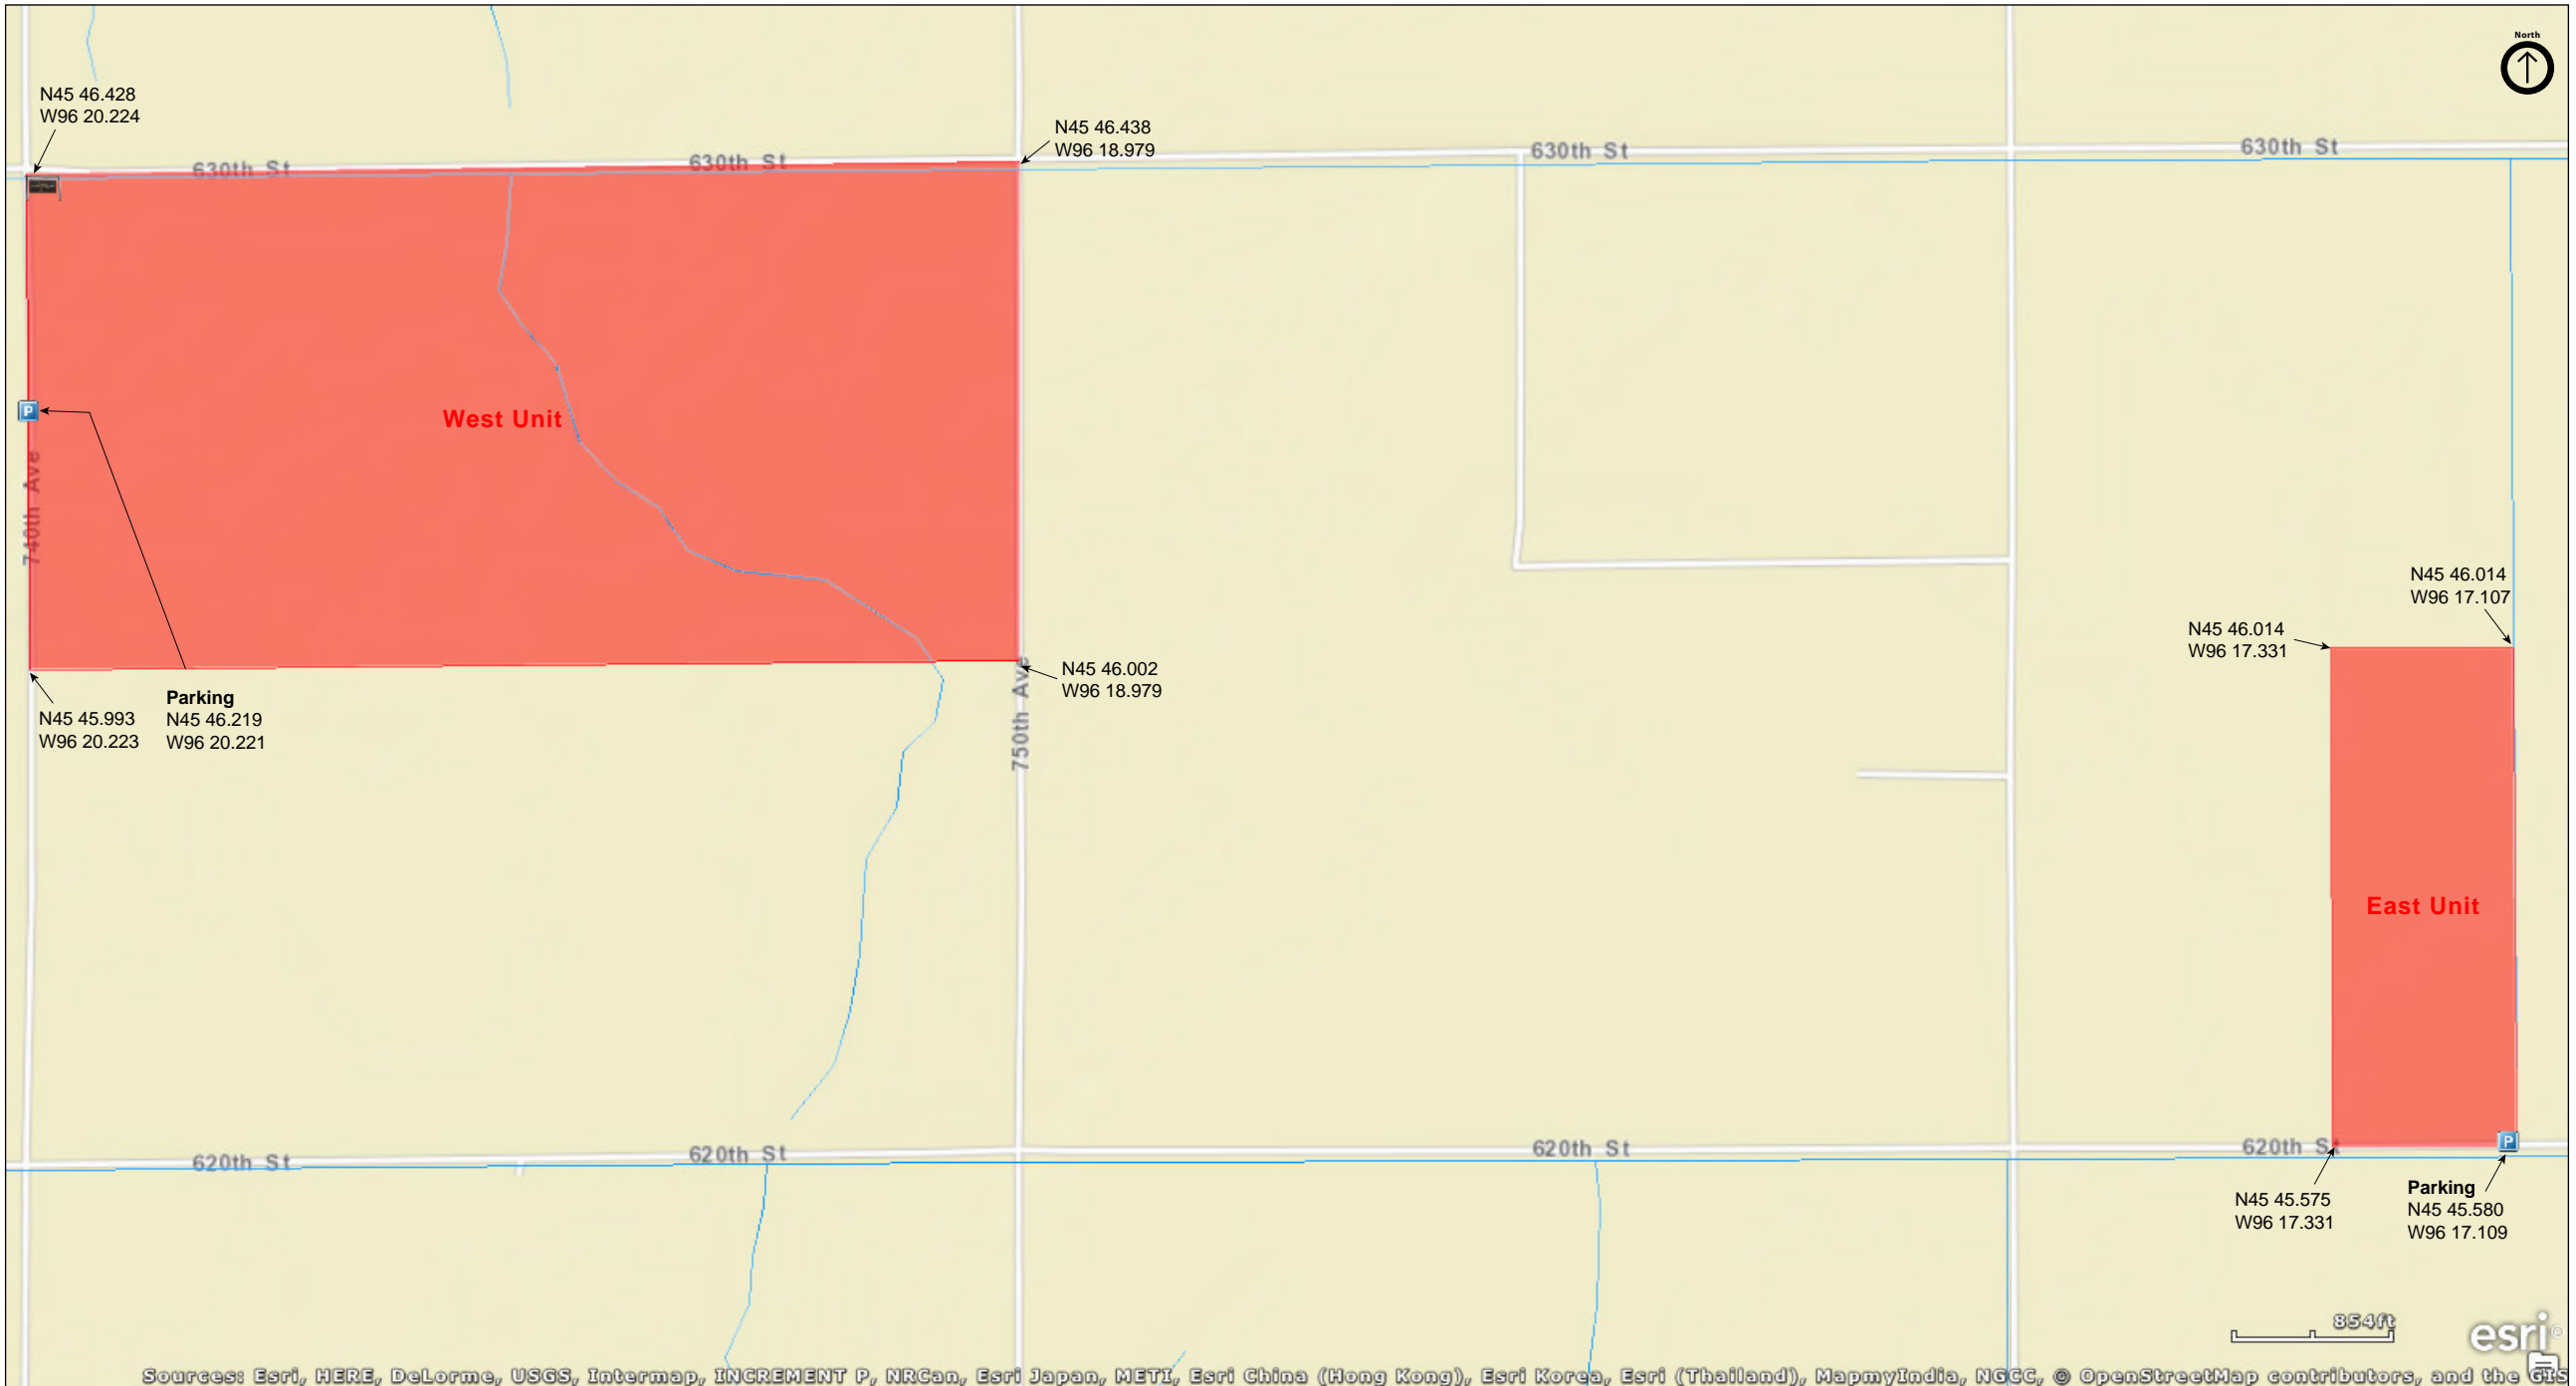 North
N45 46.428
W96 20.224
N45 46.438
W96 18.979
630th St
630th St
630th St
630th St
West Unit
740th Ave
N45 46.014
W96 17.107
N45 46.014
W96 17.331
N45 46.002
W96 18.979
750th Ave
N45 45.993
W96 20.223
Parking
N45 46.219
W96 20.221
East Unit
620th St
620th St
620th St
620th St
N45 45.575
W96 17.331
Parking
N45 45.580
W96 17.109
854ft
esri
Sources: Esri, HERE, DeLorme, USGS, Intermap, INCREMENT P, NRCan, Esri Japan, METI, Esri China (Hong Kong), Esri Korea, Esri (Thailand), MapmyIndia, NGCC, © OpenStreetMap contributors, and the GIS
P
P